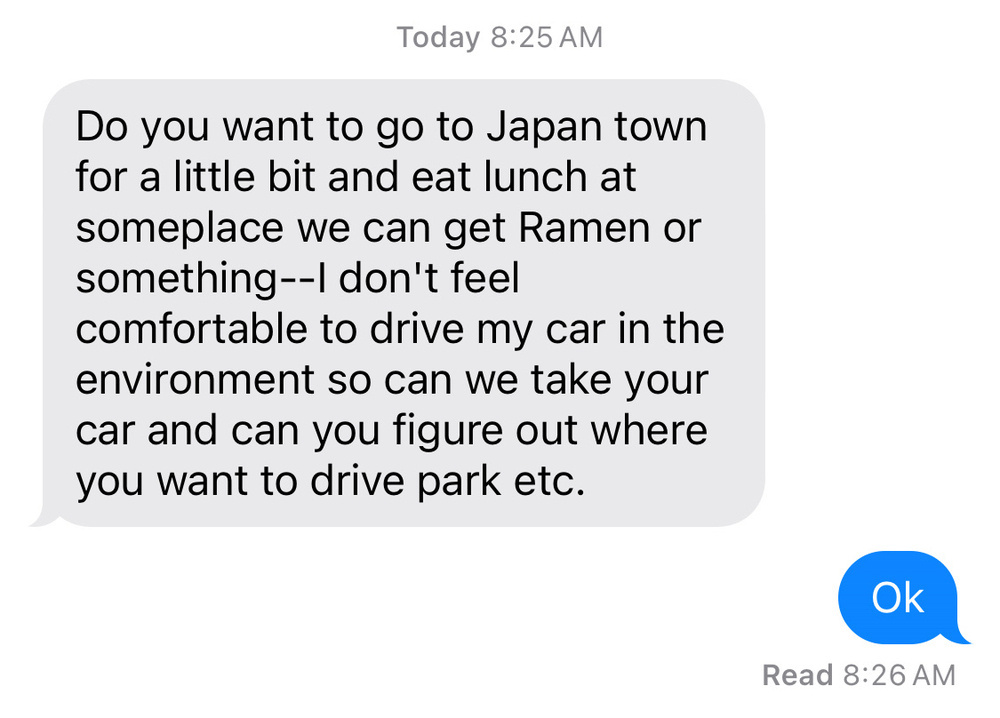 Today 8:25 AM
Do you want to go to Japan town
for a little bit and eat lunch at
someplace we can get Ramen or
something--I don't feel
comfortable to drive my car in the
environment so can we take your
car and can you figure out where
you want to drive park etc.
Ok
Read 8:26 AM